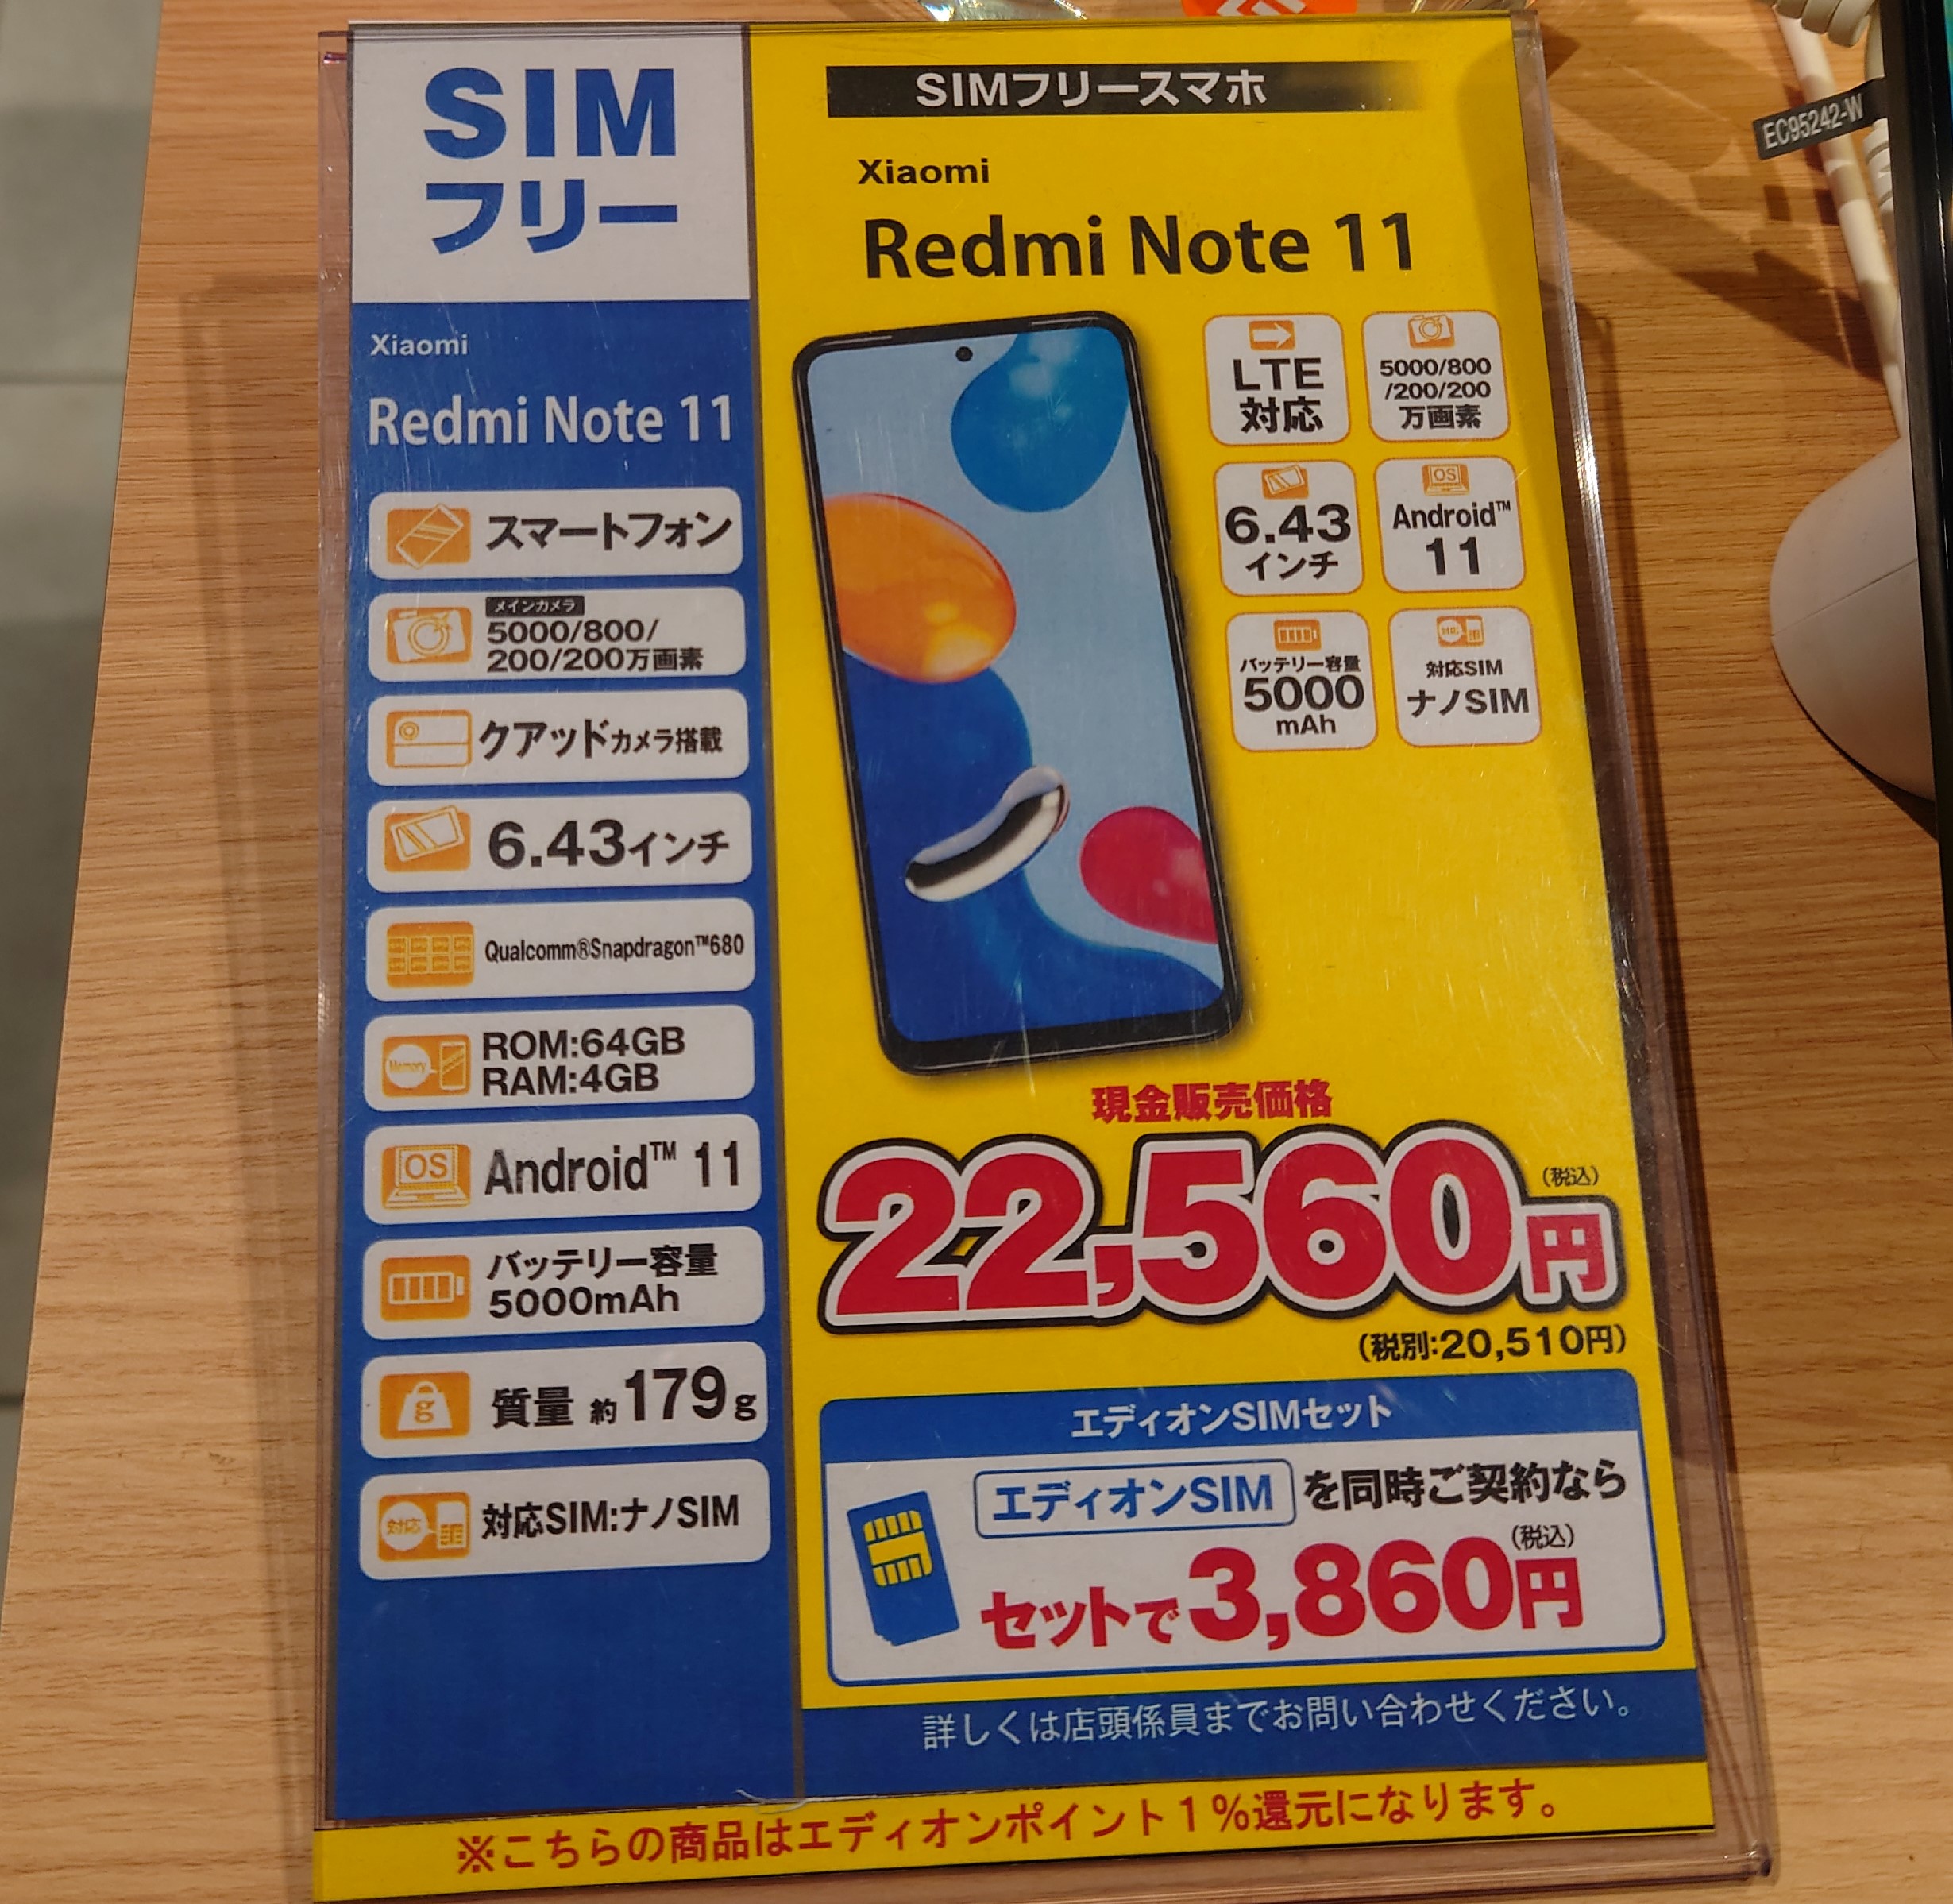 SIM
フリー
Xiaomi
Redmi Note 11
スマートフォン
メインカメラ
5000/800/
200/200万画素
クアッドカメラ搭載
6.43インチ
Qualcomm®Snapdragon™680
Memory
ROM:64GB
RAM:4GB
OS
Android™ 11
バッテリー容量
5000mAh
g
質量 約179g
対応
対応SIM:ナノSIM
SIMフリースマホ
Xiaomi
Redmi Note 11
LTE
対応
5000/800
/200/200
万画素
6.43
インチ
OS
Android™
11
バッテリー容量
5000
mAh
対応
対応SIM
ナノSIM
現金販売価格
(税込)
22,560円
(税別:20,510円)
エディオンSIMセット
エディオンSIMを同時ご契約なら
(税込)
セットで3,860円
詳しくは店頭係員までお問い合わせください。
※こちらの商品はエディオンポイント1%還元になります。
EC95242-W